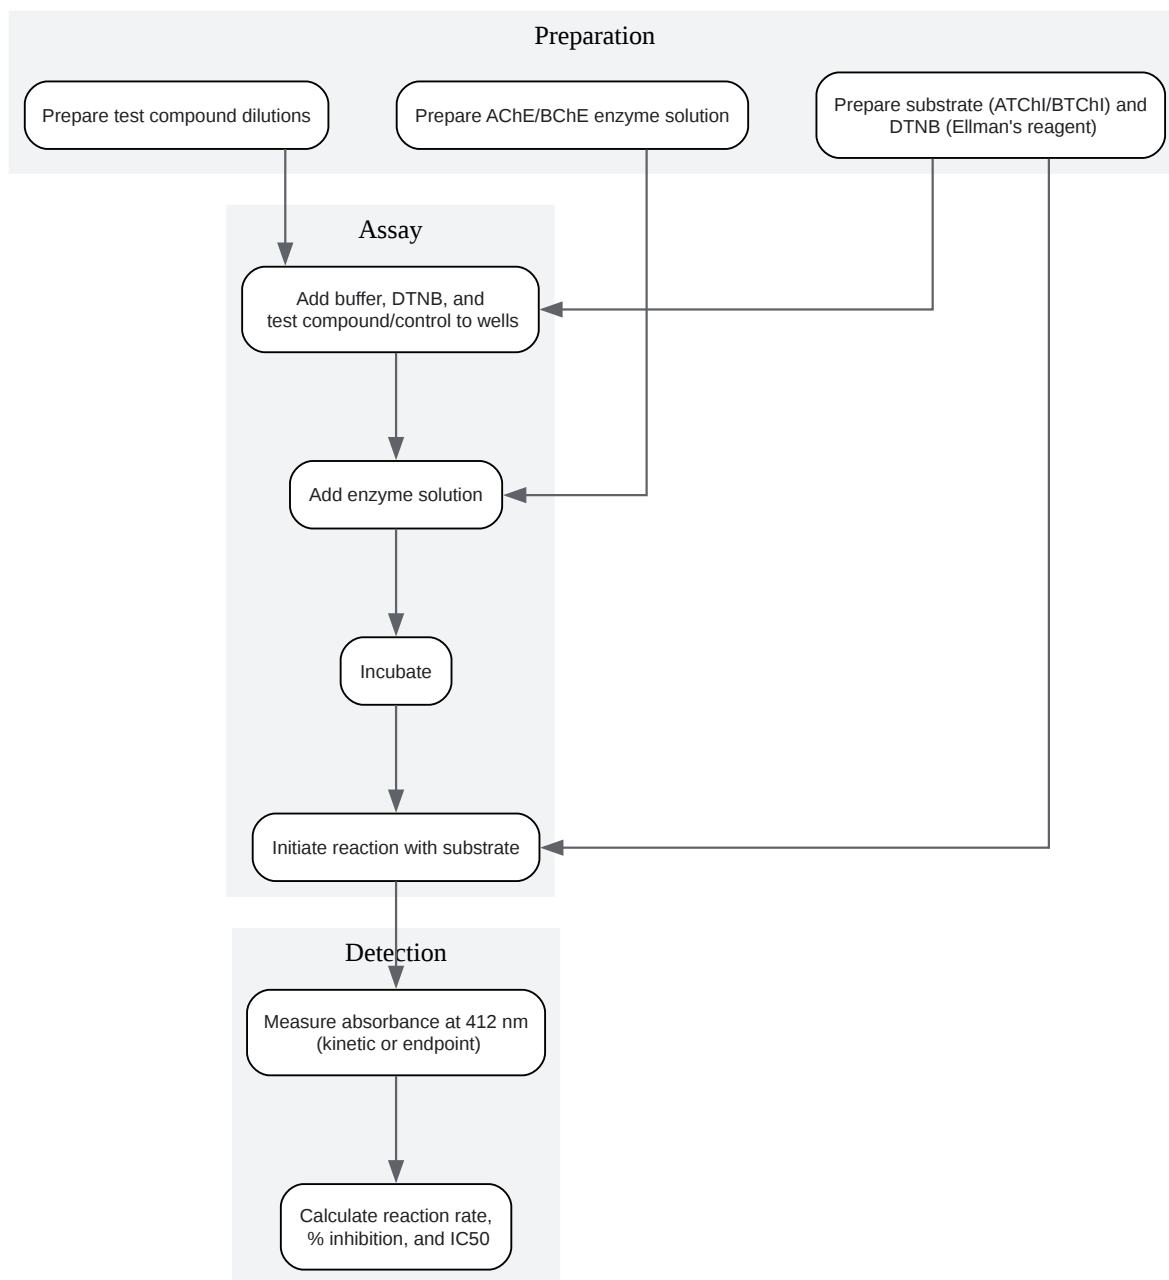 Preparation
Prepare test compound dilutions
Prepare AChE/BChE enzyme solution
Prepare substrate (ATChI/BTChI) and
DTNB (Ellman's reagent)
Assay
Add buffer, DTNB, and
test compound/control to wells
Add enzyme solution
Incubate
Initiate reaction with substrate
Detection
Measure absorbance at 412 nm
(kinetic or endpoint)
Calculate reaction rate,
% inhibition, and IC50